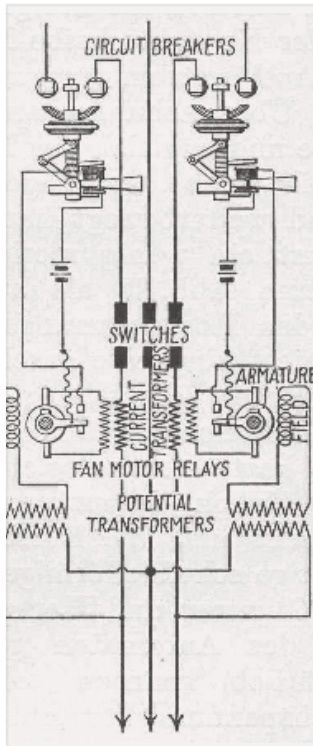 CIRCUIT BREAKERS
SWITCHES
CURRENT
TRANSFORMERS
ARMATURE
FIELD
FAN MOTOR RELAYS
POTENTIAL
TRANSFORMERS